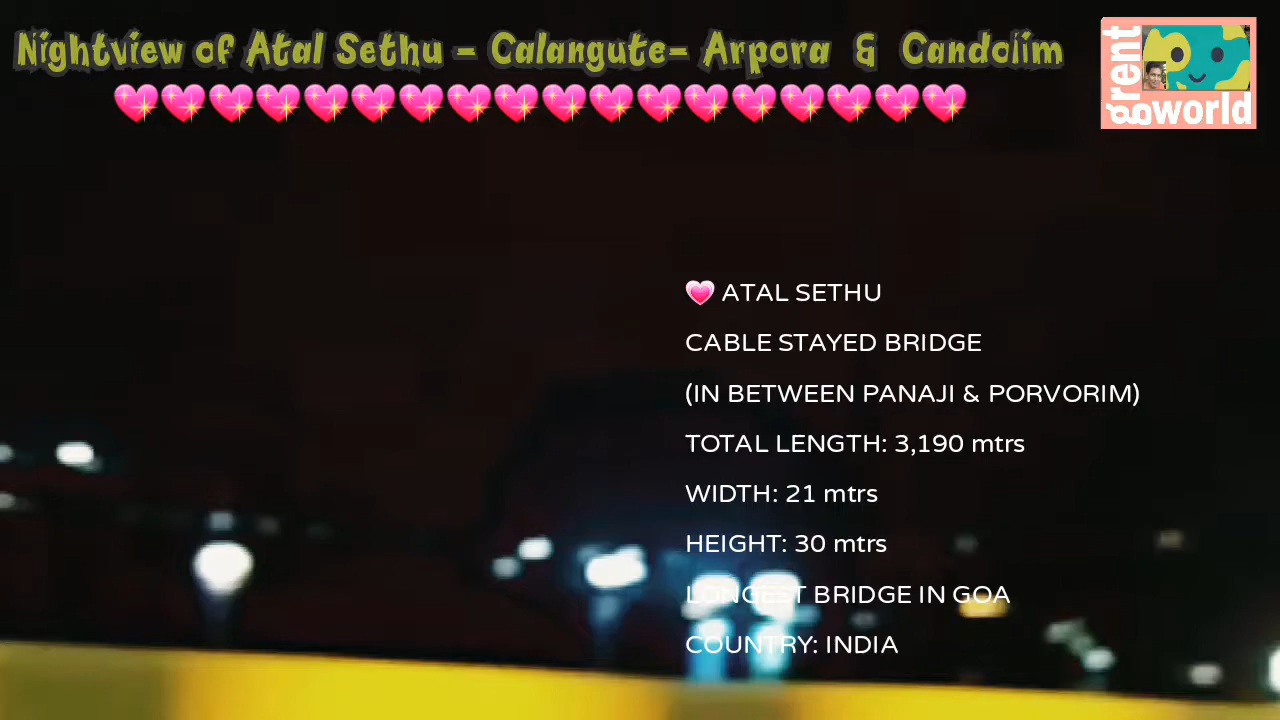 Nightview of Atal Sethu - Calangute- Arpora & Candolim
💖💖💖💖💖💖💖💖💖💖💖💖💖💖💖💖💖💖
grent
goworld
💗 ATAL SETHU
CABLE STAYED BRIDGE
(IN BETWEEN PANAJI & PORVORIM)
TOTAL LENGTH: 3,190 mtrs
WIDTH: 21 mtrs
HEIGHT: 30 mtrs
LONGEST BRIDGE IN GOA
COUNTRY: INDIA